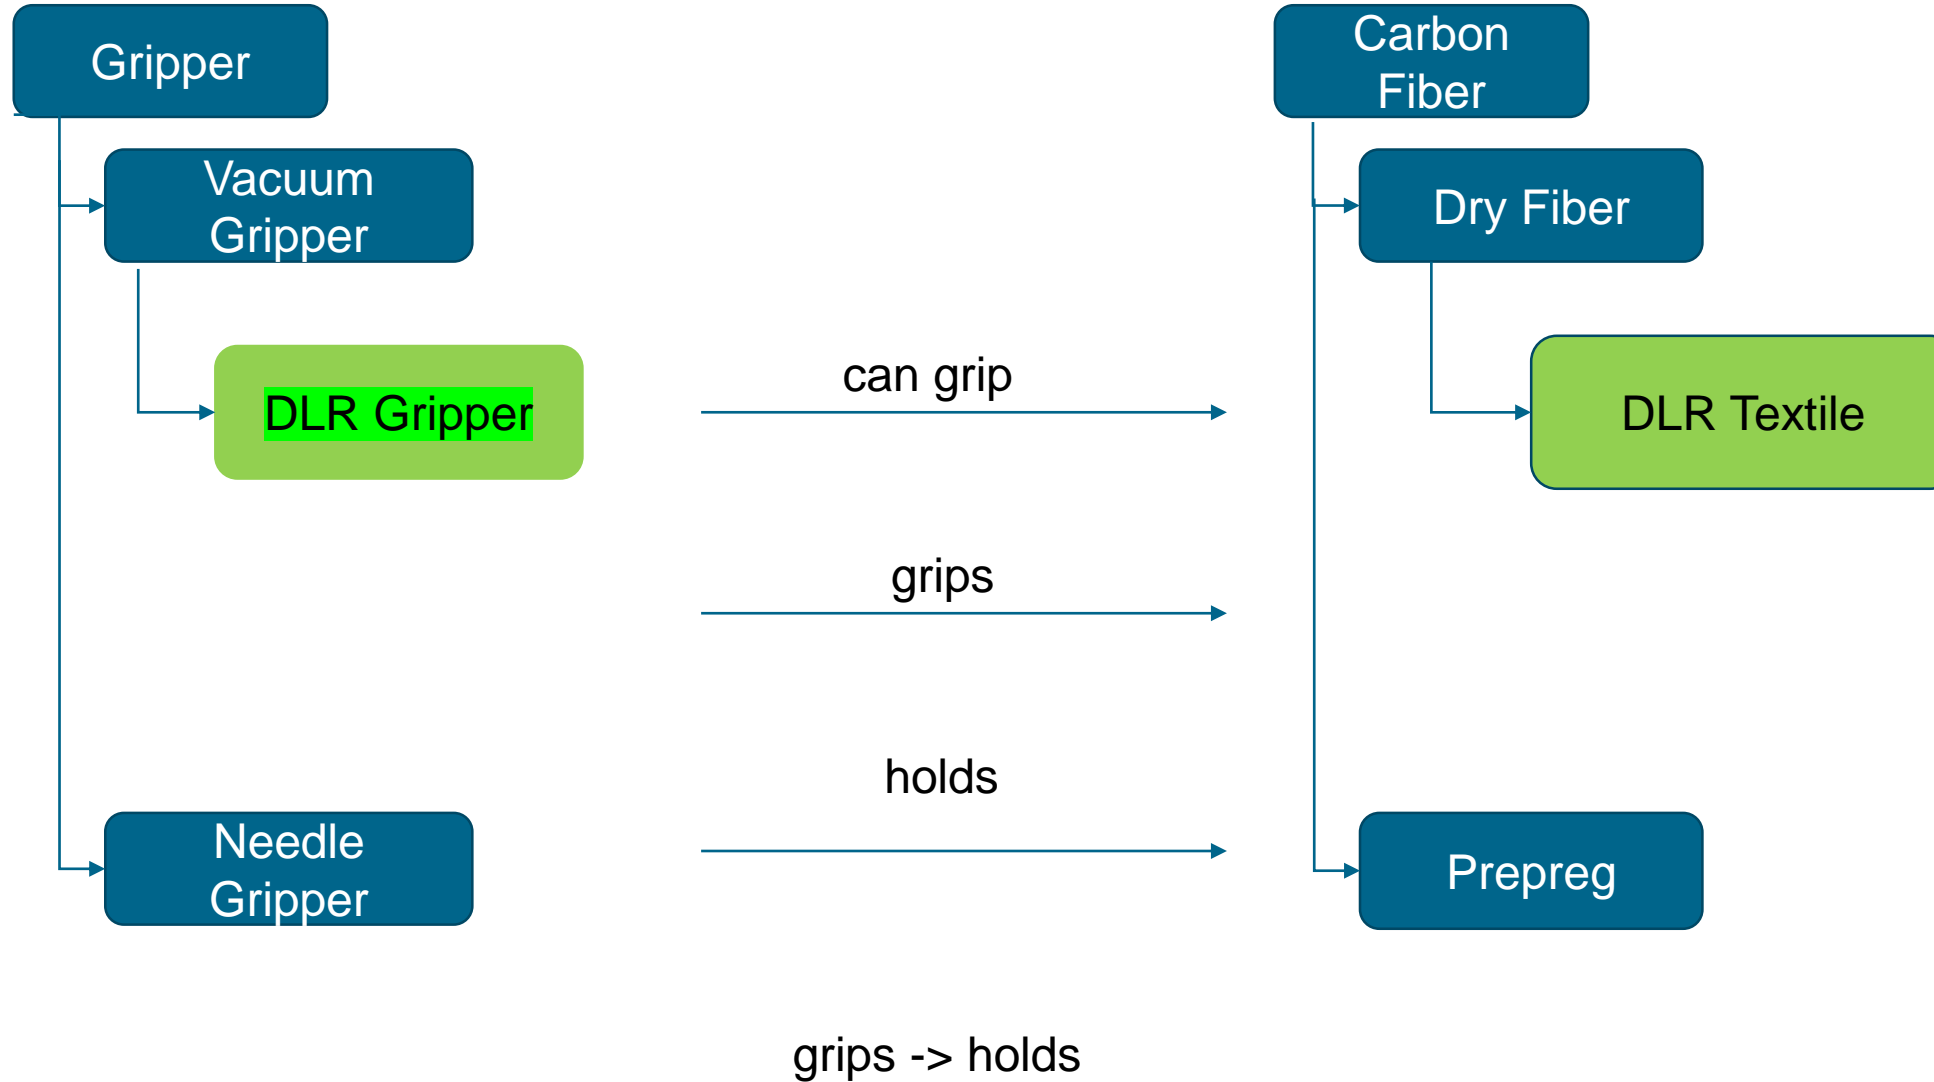 Gripper
Vacuum
Gripper
DLR Gripper
Needle
Gripper
can grip
grips
holds
grips -> holds
Carbon
Fiber
Dry Fiber
DLR Textile
Prepreg